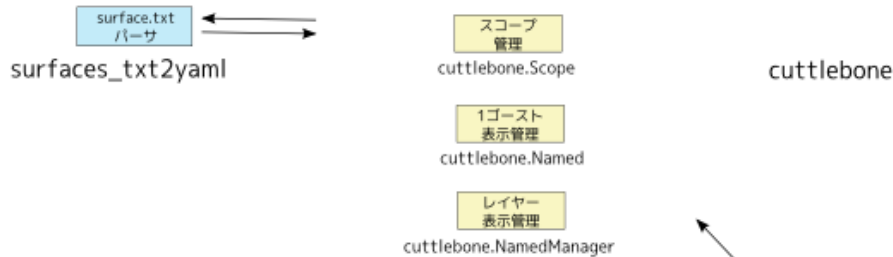 surface.txt
パーサ
surfaces_txt2yaml
スコープ
管理
cuttlebone.Scope
cuttlebone
1ゴースト
表示管理
cuttlebone.Named
レイヤー
表示管理
cuttlebone.NamedManager